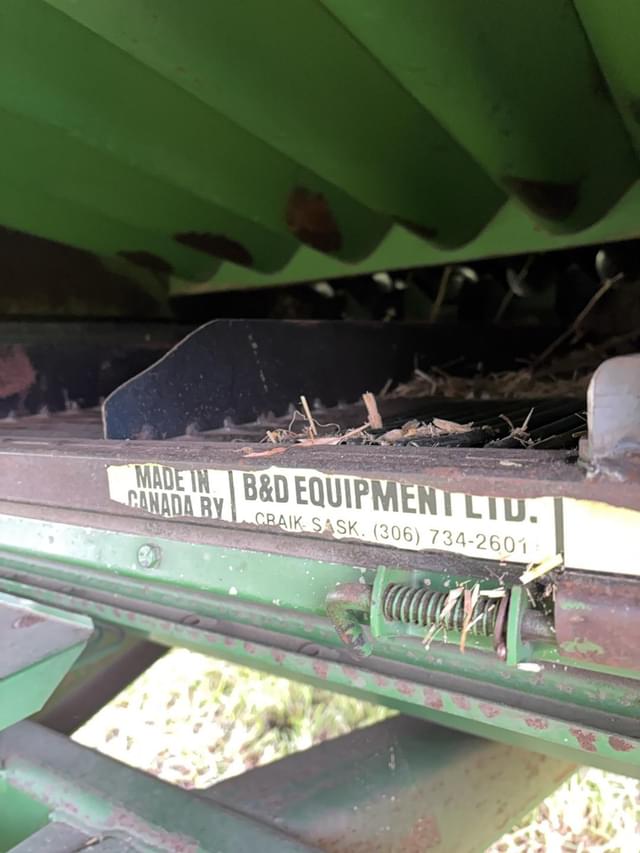 MADE IN
CANADA BY
B&D EQUIPMENT LTD.
CRAIK SASK. (306) 734-2601